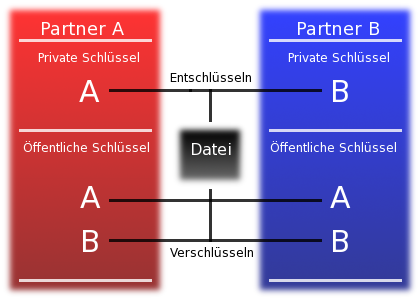 Partner A
Private Schlüssel
A
Öffentliche Schlüssel
A
B
Entschlüsseln
Datei
Verschlüsseln
Partner B
Private Schlüssel
B
Öffentliche Schlüssel
A
B